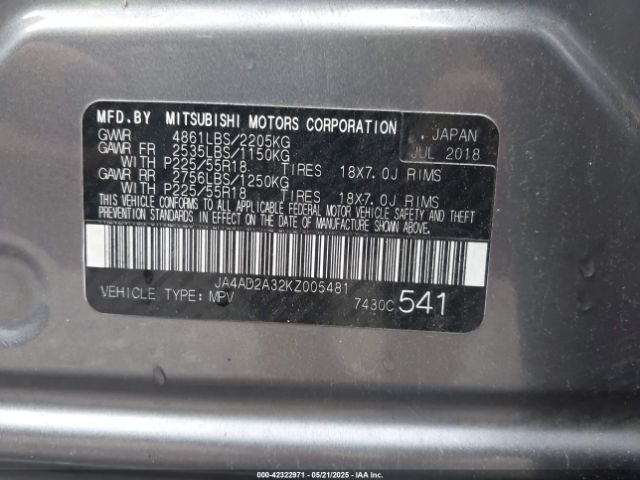 MFD.BY MITSUBISHI MOTORS CORPORATION
JAPAN
JUL 2018
GWWR 4861LBS/2205KG
GAWR FR 2535LBS/1150KG
WITH P225/55R18 TIRES 18X7.0J RIMS
GAWR RR 2756LBS/1250KG
WITH P225/55R18 TIRES 18X7.0J RIMS
THIS VEHICLE CONFORMS TO ALL APPLICABLE FEDERAL MOTOR VEHICLE SAFETY AND THEFT
PREVENTION STANDARDS IN EFFECT ON THE DATE OF MANUFACTURE SHOWN ABOVE.
JA4AD2A32KZ005481
VEHICLE TYPE: MPV 7430C 541
000-42322971 - 05/21/2025 - IAA Inc.